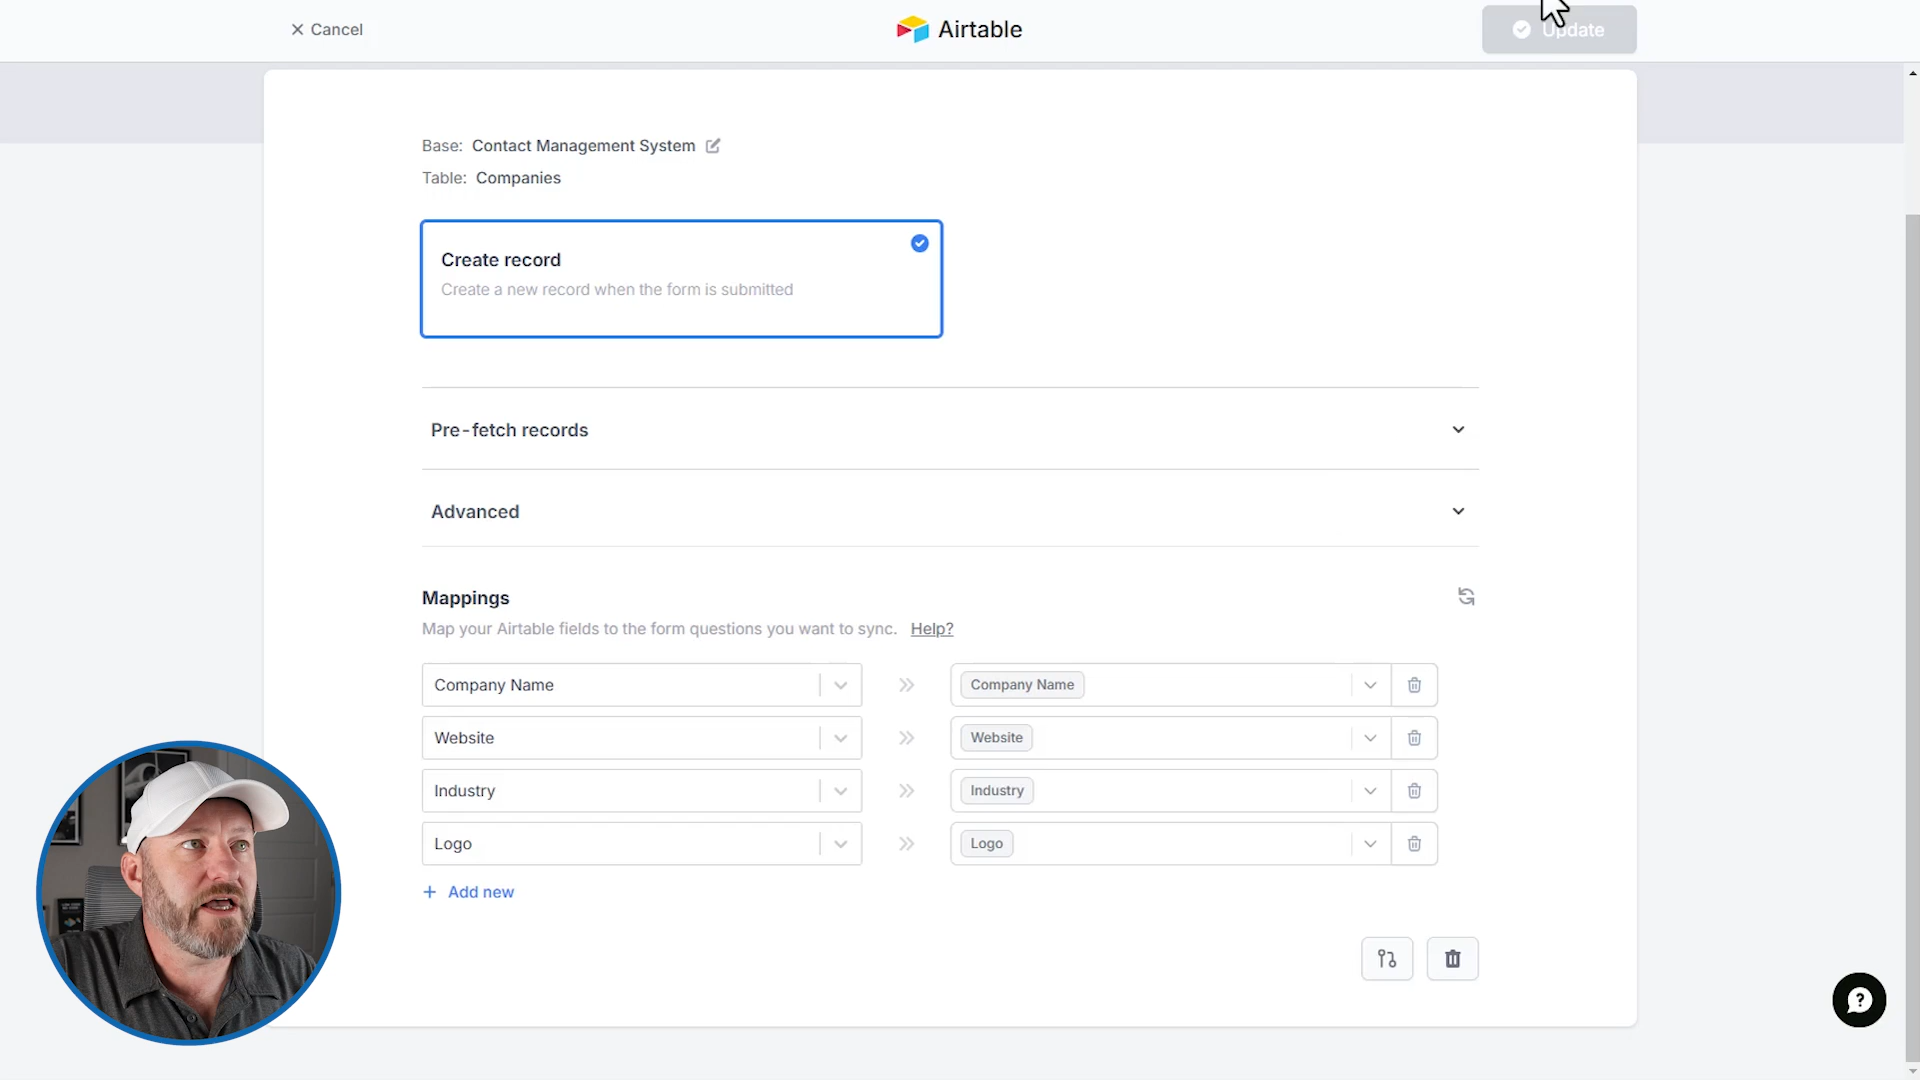 Cancel
Airtable
Update
Base: Contact Management System
Table: Companies
Create record
Create a new record when the form is submitted
Pre-fetch records
Advanced
Mappings
Map your Airtable fields to the form questions you want to sync. Help?
Company Name
Company Name
Website
Website
Industry
Industry
Logo
Logo
+ Add new